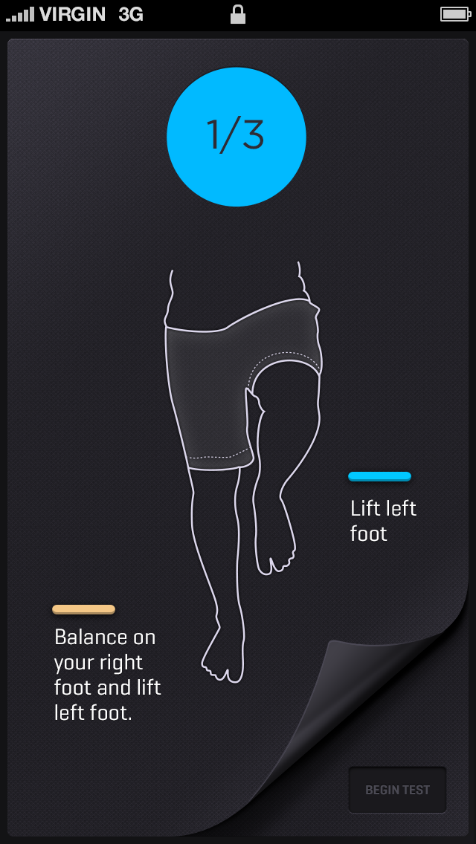 VIRGIN 3G
1/3
Lift left
foot
Balance on
your right
foot and lift
left foot.
BEGIN TEST